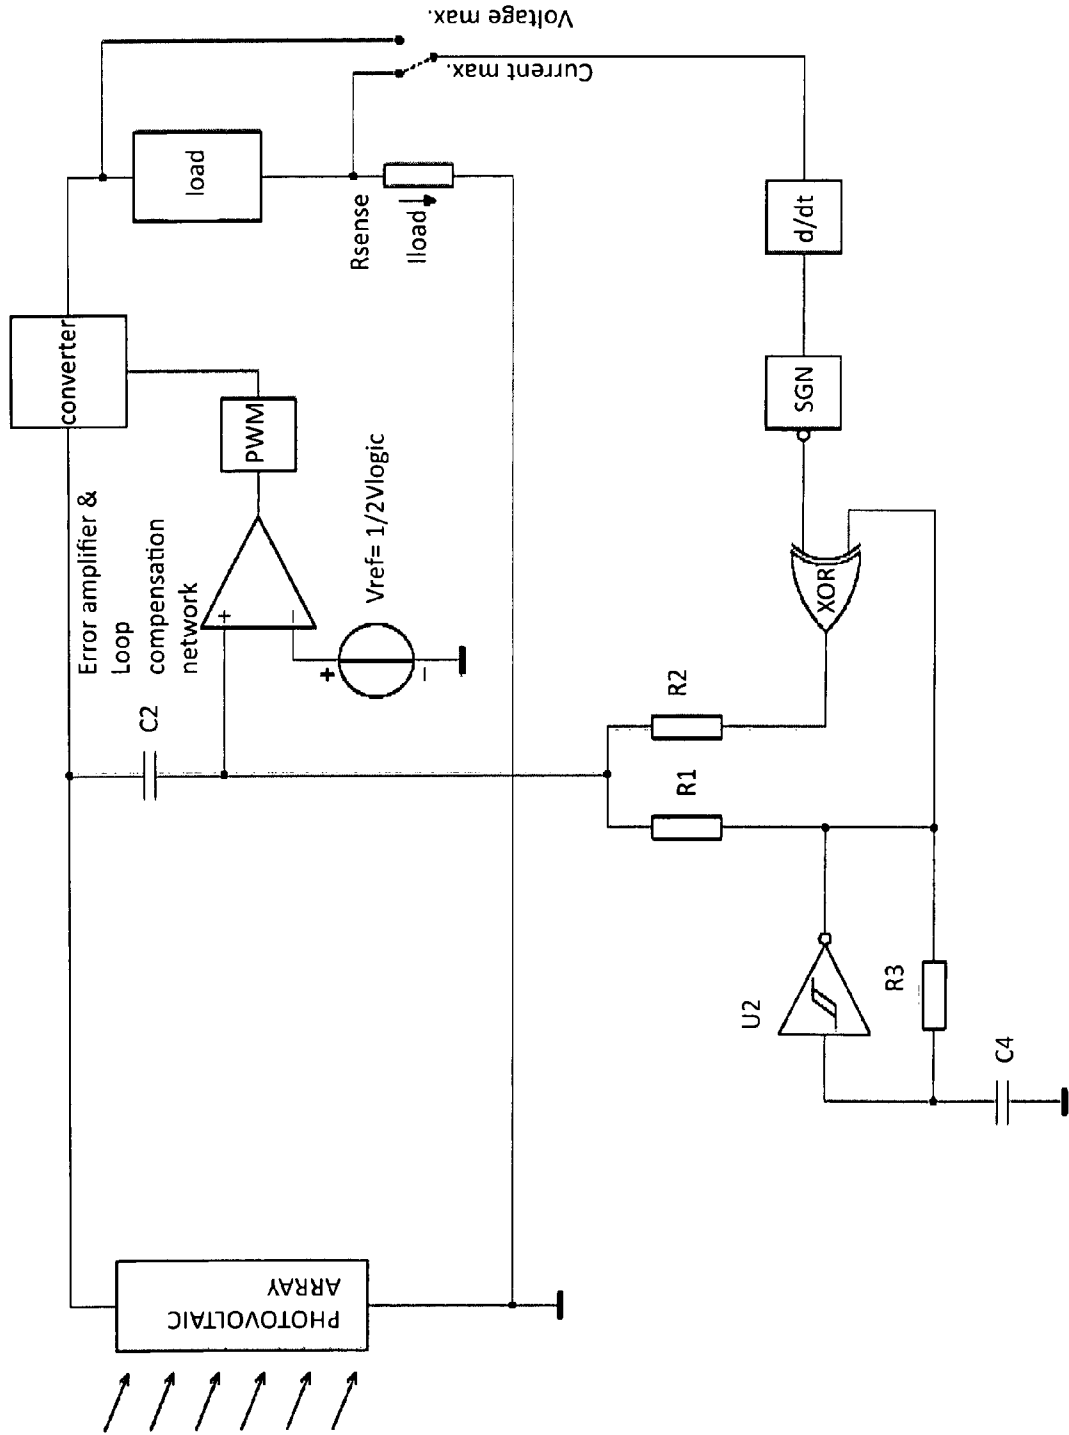 Voltage max.
Current max.
load
Rsense
Iload
converter
PWM
Error amplifier &
Loop
compensation
network
+
−
Vref= 1/2Vlogic
+
−
C2
d/dt
SGN
XOR
R2
R1
U2
R3
C4
PHOTOVOLTAIC
ARRAY